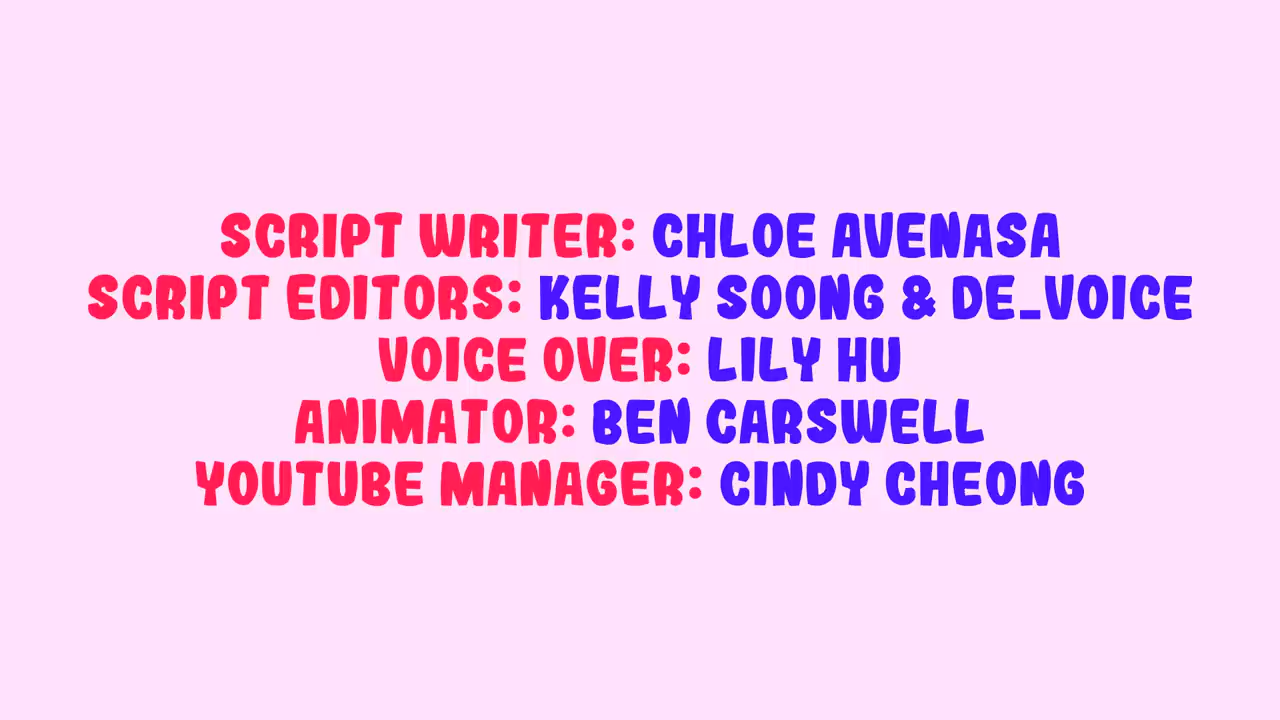 SCRIPT WRITER: CHLOE AVENASA
SCRIPT EDITORS: KELLY SOONG & DE_VOICE
VOICE OVER: LILY HU
ANIMATOR: BEN CARSWELL
YOUTUBE MANAGER: CINDY CHEONG